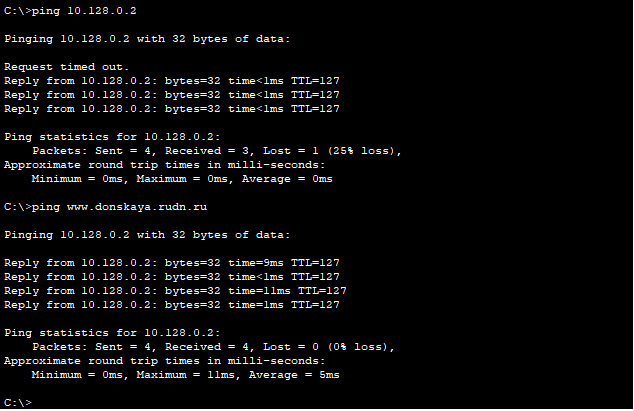 C:\>ping 10.128.0.2
Pinging 10.128.0.2 with 32 bytes of data:
Request timed out.
Reply from 10.128.0.2: bytes=32 time<1ms TTL=127
Reply from 10.128.0.2: bytes=32 time<1ms TTL=127
Reply from 10.128.0.2: bytes=32 time<1ms TTL=127
Ping statistics for 10.128.0.2:
    Packets: Sent = 4, Received = 3, Lost = 1 (25% loss),
Approximate round trip times in milli-seconds:
    Minimum = 0ms, Maximum = 0ms, Average = 0ms
C:\>ping www.donskaya.rudn.ru
Pinging 10.128.0.2 with 32 bytes of data:
Reply from 10.128.0.2: bytes=32 time=9ms TTL=127
Reply from 10.128.0.2: bytes=32 time<1ms TTL=127
Reply from 10.128.0.2: bytes=32 time=11ms TTL=127
Reply from 10.128.0.2: bytes=32 time=1ms TTL=127
Ping statistics for 10.128.0.2:
    Packets: Sent = 4, Received = 4, Lost = 0 (0% loss),
Approximate round trip times in milli-seconds:
    Minimum = 0ms, Maximum = 11ms, Average = 5ms
C:\>